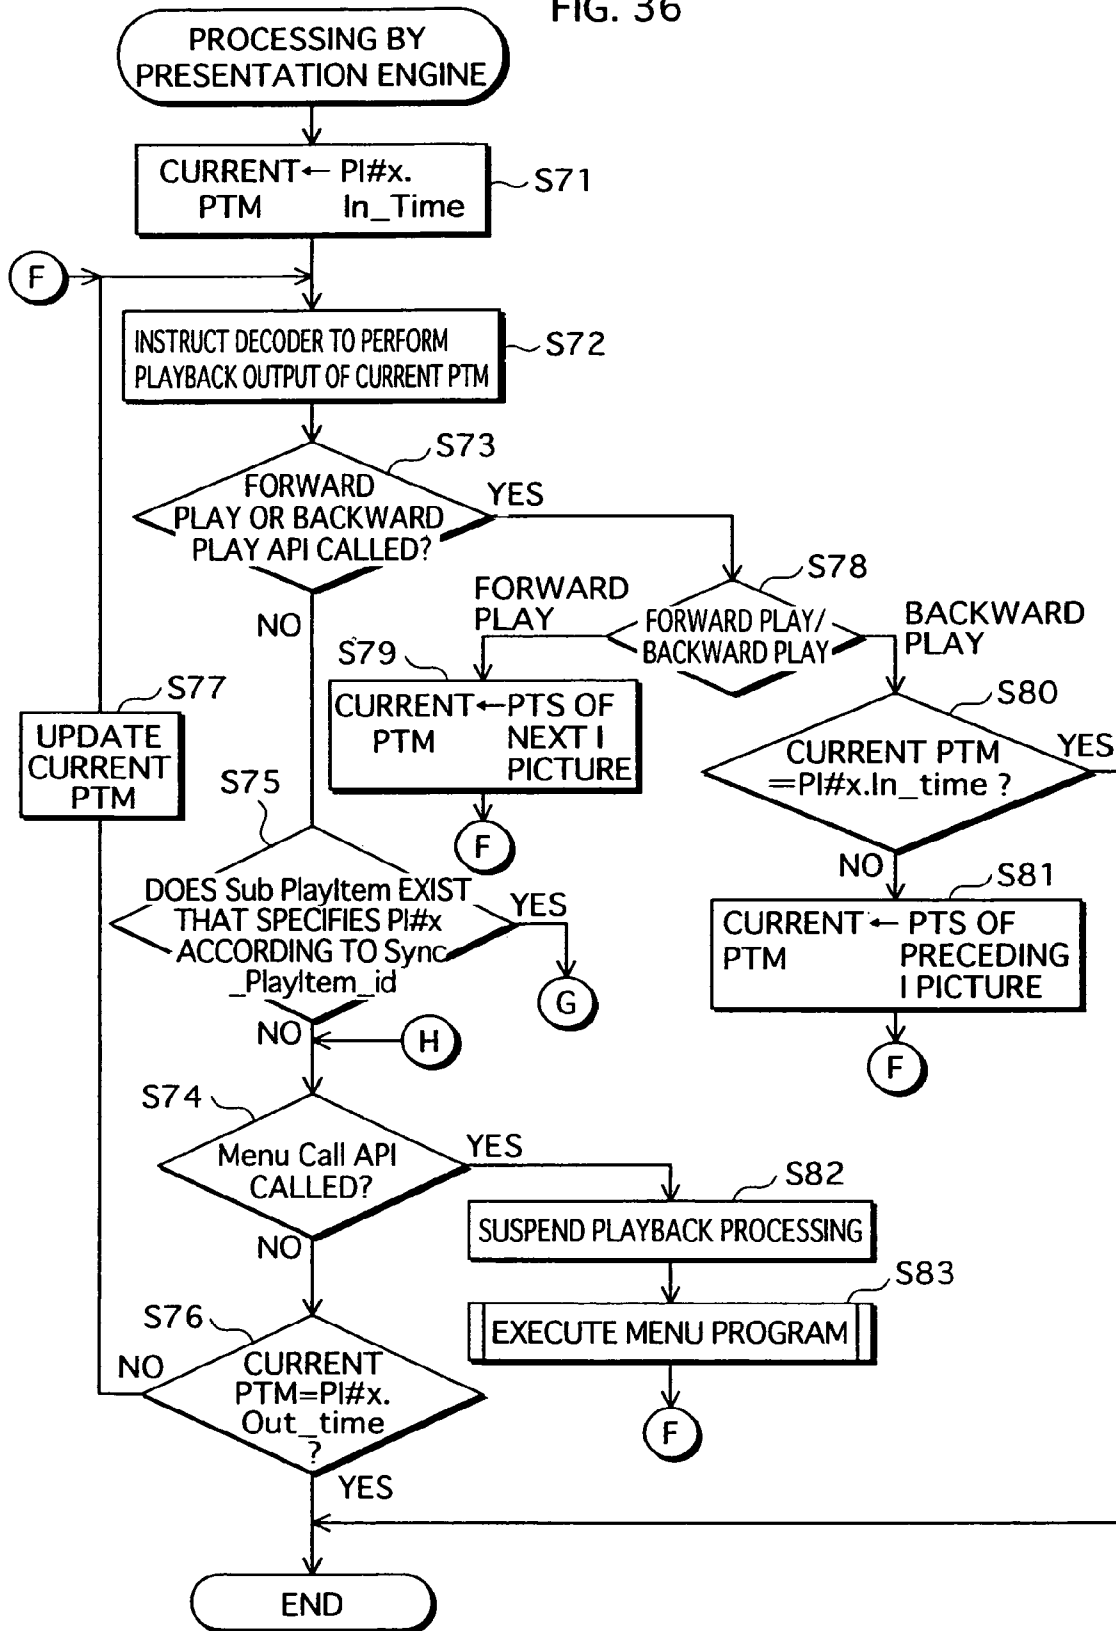 FIG. 36
PROCESSING BY
PRESENTATION ENGINE
CURRENT ← PI#x.
PTM In_Time
S71
F
INSTRUCT DECODER TO PERFORM
PLAYBACK OUTPUT OF CURRENT PTM
S72
S73
FORWARD
PLAY OR BACKWARD
PLAY API CALLED?
YES
NO
S78
FORWARD PLAY/
BACKWARD PLAY
FORWARD
PLAY
BACKWARD
PLAY
S79
CURRENT ← PTS OF
PTM NEXT I
PICTURE
F
S80
CURRENT PTM
=PI#x.In_time ?
YES
NO
S81
CURRENT ← PTS OF
PTM PRECEDING
I PICTURE
F
S77
UPDATE
CURRENT
PTM
S75
DOES Sub PlayItem EXIST
THAT SPECIFIES PI#x
ACCORDING TO Sync
_PlayItem_id
YES
G
NO
H
S74
Menu Call API
CALLED?
YES
NO
S82
SUSPEND PLAYBACK PROCESSING
S83
EXECUTE MENU PROGRAM
F
S76
CURRENT
PTM=PI#x.
Out_time
?
NO
YES
END